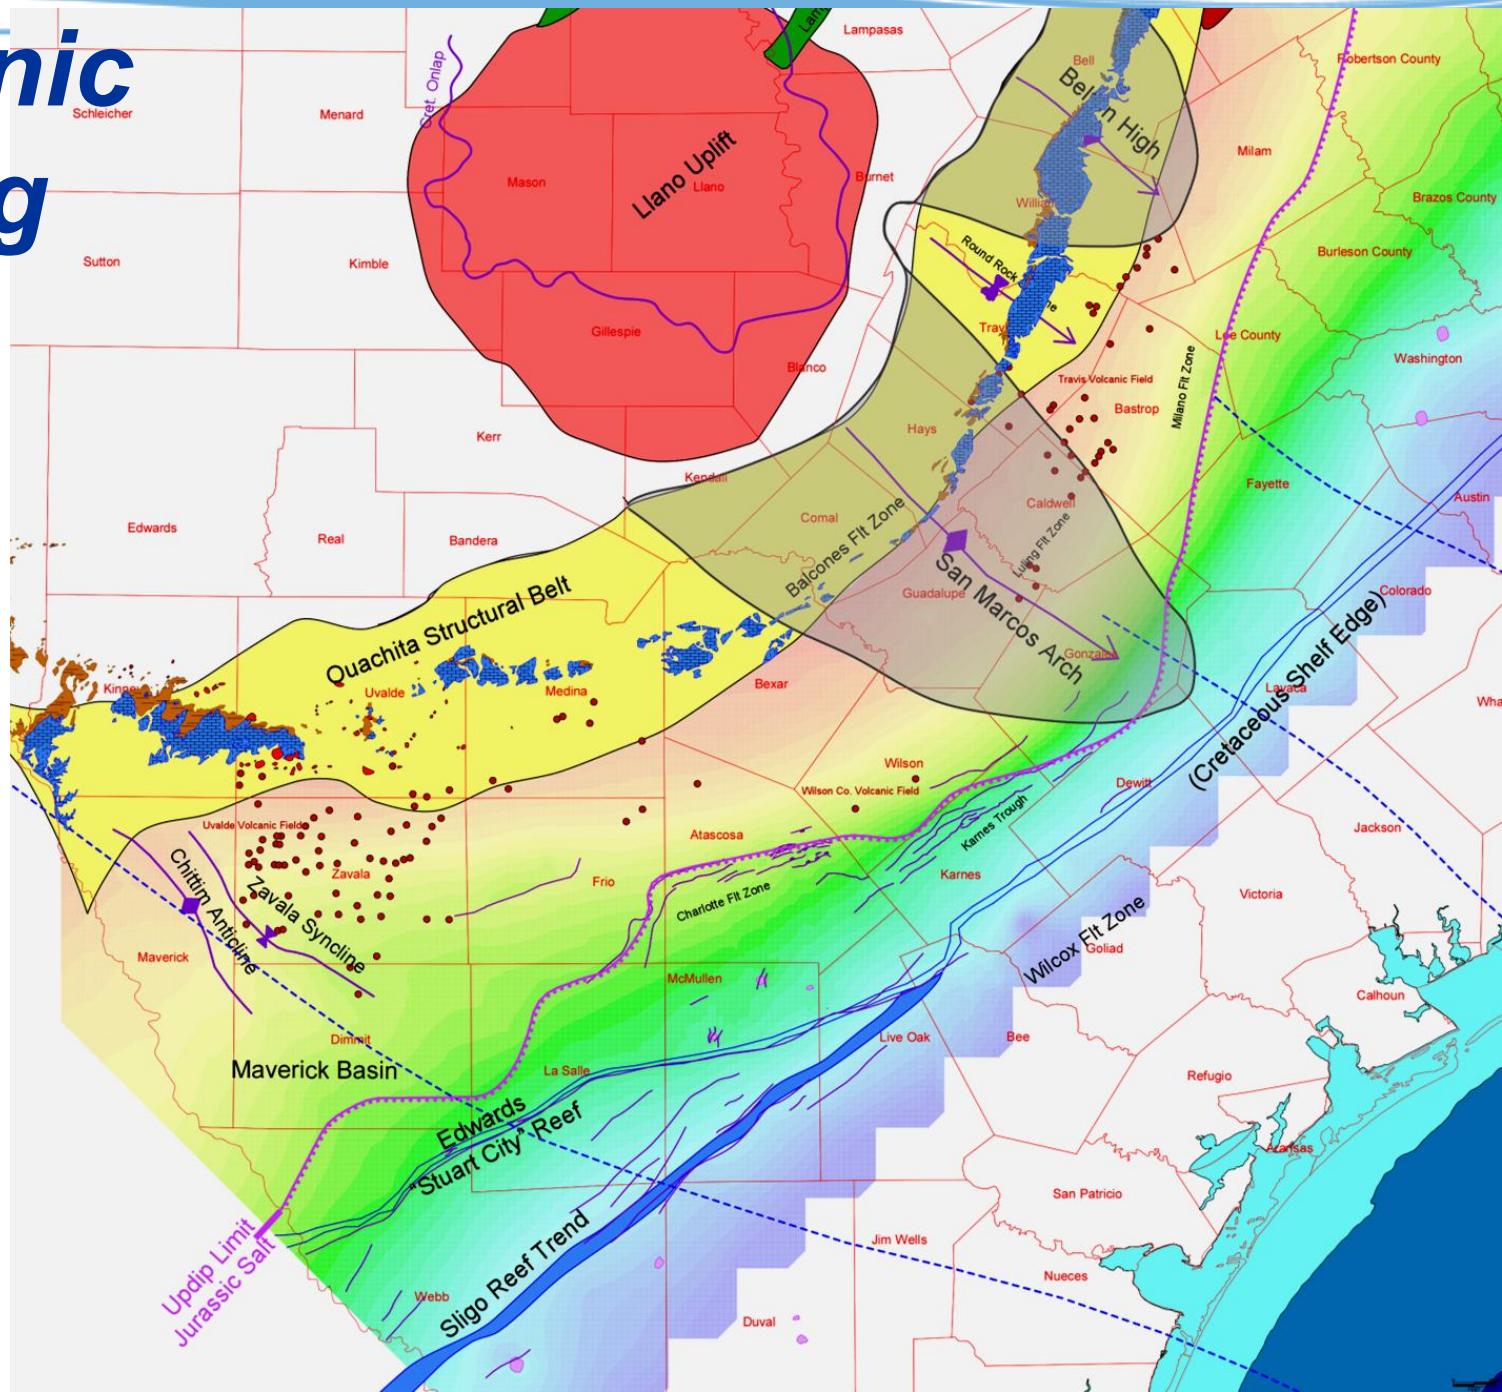 nic
g
Schleicher
Menard
Cret. Onlap
Lampasas
Bell
Belton High
Robertson County
Mason
Llano Uplift
Llano
Burnet
Milam
Brazos County
Sutton
Kimble
Round Rock
Burleson County
Gillespie
Blanco
Lee County
Washington
Travis Volcanic Field
Milano Flt Zone
Bastrop
Kerr
Hays
Kendall
Fayette
Austin
Edwards
Real
Bandera
Comal
Balcones Flt Zone
Caldwell
Luling Flt Zone
Guadalupe
San Marcos Arch
Colorado
Quachita Structural Belt
Gonzales
Kinney
Uvalde
Medina
Bexar
Lavaca
(Cretaceous Shelf Edge)
Wha
Wilson
Wilson Co. Volcanic Field
Dewitt
Uvalde Volcanic Field
Atascosa
Karnes Trough
Jackson
Chittim Anticline
Zavala Syncline
Zavala
Frio
Charlotte Flt Zone
Karnes
Victoria
Wilcox Flt Zone
Goliad
Maverick
McMullen
Calhoun
Dimmit
Maverick Basin
La Salle
Live Oak
Bee
Refugio
Edwards
"Stuart City" Reef
Aransas
San Patricio
Updip Limit
Jurassic Salt
Sligo Reef Trend
Webb
Jim Wells
Nueces
Duval